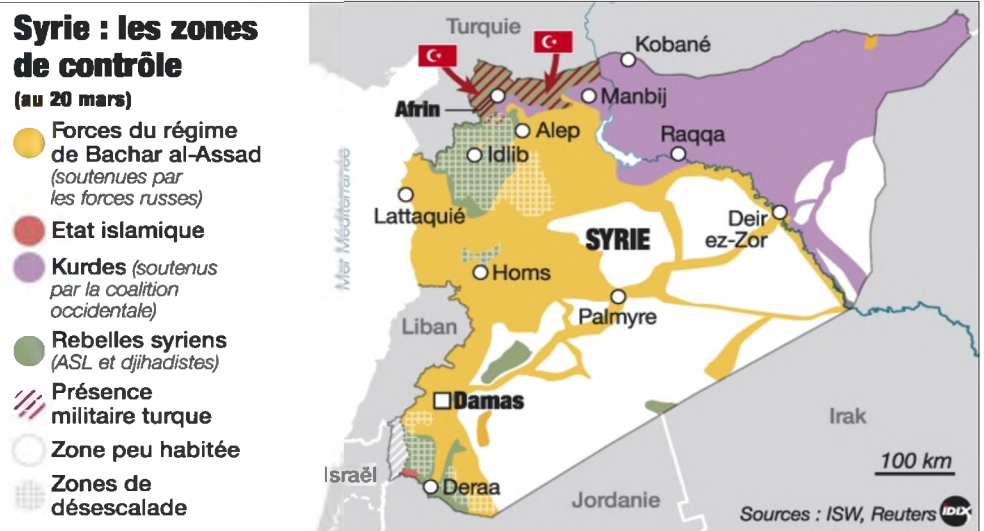 Syrie : les zones
de contrôle
(au 20 mars)
Forces du régime
de Bachar al-Assad
(soutenues par
les forces russes)
Etat islamique
Kurdes (soutenus
par la coalition
occidentale)
Rebelles syriens
(ASL et djihadistes)
Présence
militaire turque
Zone peu habitée
Zones de
désescalade
Turquie
Kobané
Afrin
Manbij
Alep
Raqqa
Idlib
Mer Méditerranée
Lattaquié
Deir
ez-Zor
SYRIE
Homs
Palmyre
Liban
Damas
Irak
Israël
Deraa
Jordanie
100 km
Sources : ISW, Reuters
IDIX